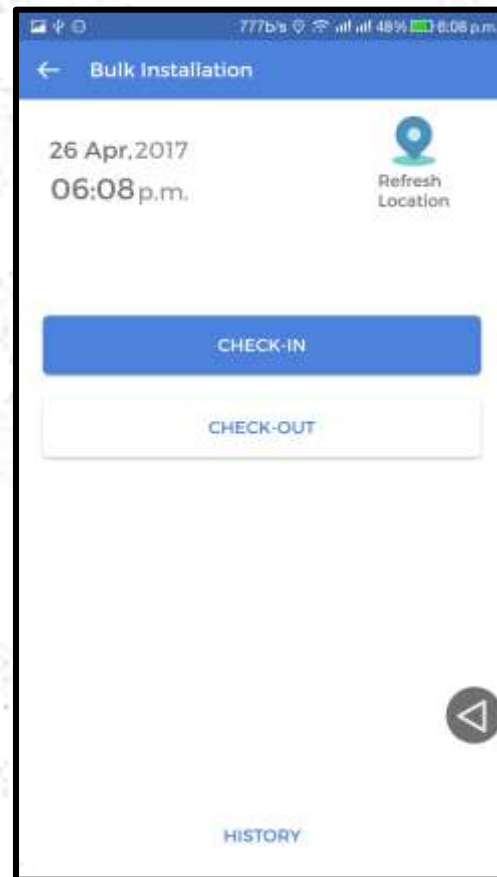 777b/s 48% 6:08 p.m.
Bulk Installation
26 Apr,2017
06:08 p.m.
Refresh
Location
CHECK-IN
CHECK-OUT
HISTORY